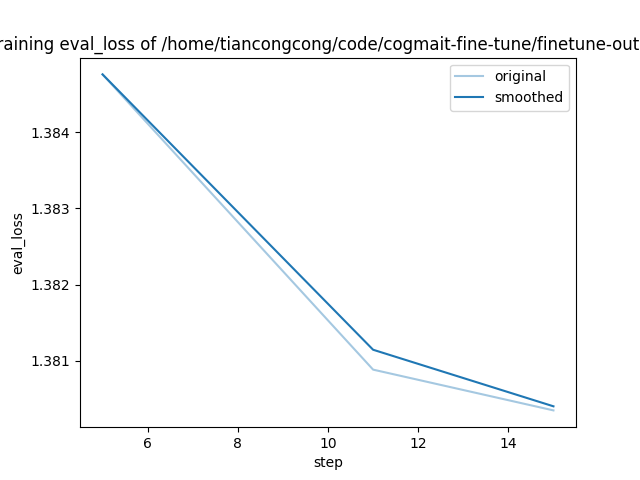 raining eval_loss of /home/tiancongcong/code/cogmait-fine-tune/finetune-out
original
smoothed
1.384
1.383
1.382
1.381
eval_loss
6 8 10 12 14
step